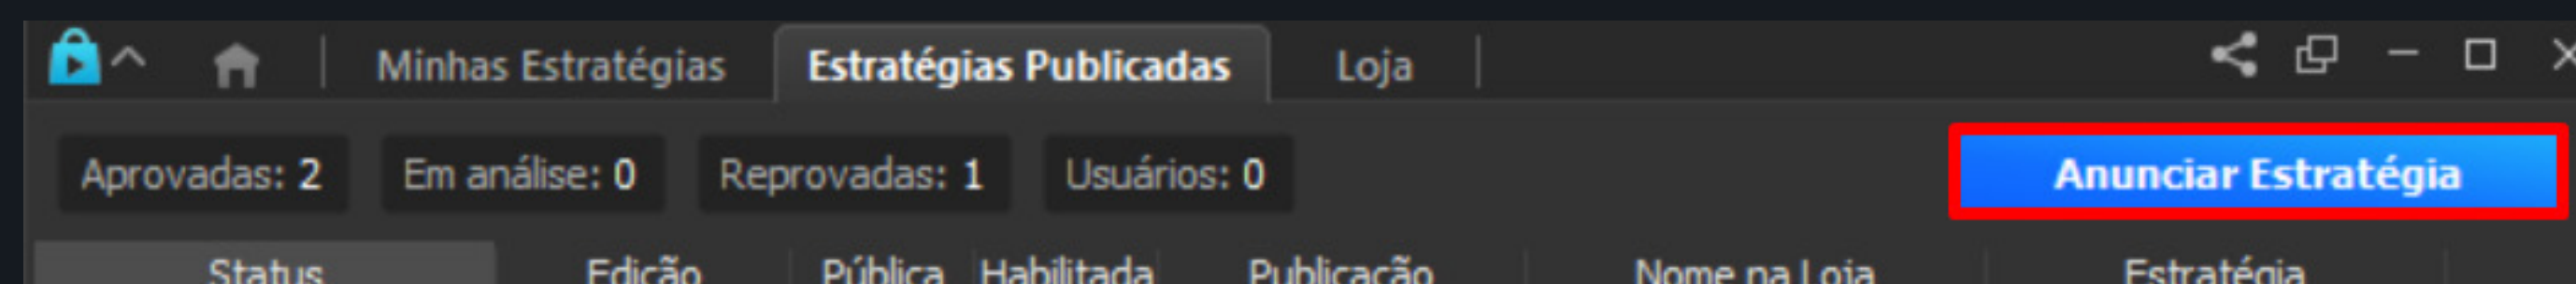 Minhas Estratégias Estratégias Publicadas Loja
Aprovadas: 2 Em análise: 0 Reprovadas: 1 Usuários: 0 Anunciar Estratégia
Status Edição Pública Habilitada Publicação Nome na Loja Estratégia